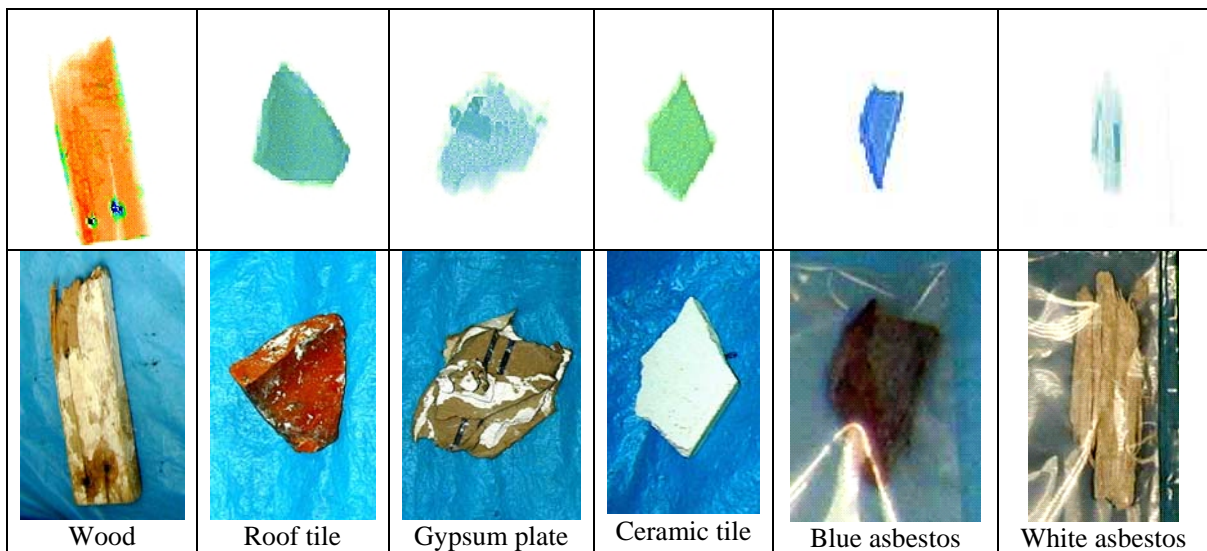 Wood
Roof tile
Gypsum plate
Ceramic tile
Blue asbestos
White asbestos